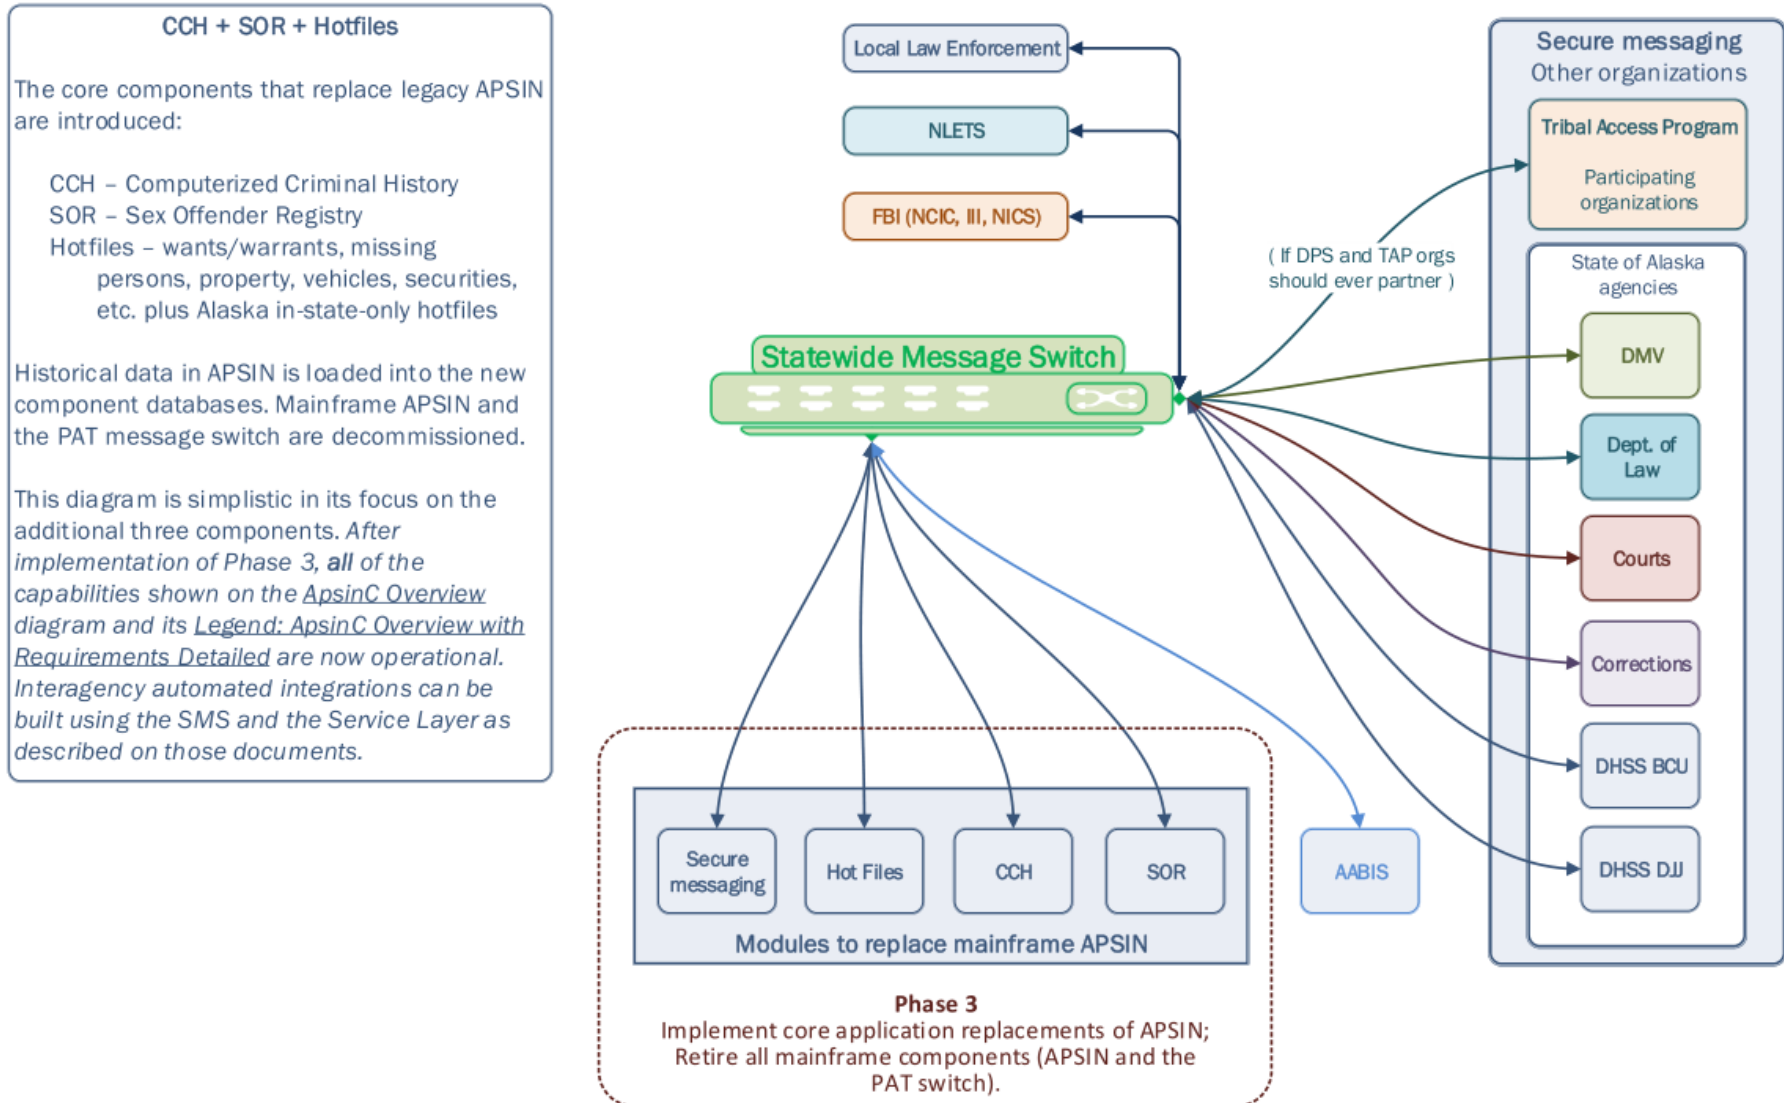 CCH + SOR + Hotfiles
The core components that replace legacy APSIN
are introduced:
CCH – Computerized Criminal History
SOR – Sex Offender Registry
Hotfiles – wants/warrants, missing
persons, property, vehicles, securities,
etc. plus Alaska in-state-only hotfiles
Historical data in APSIN is loaded into the new
component databases. Mainframe APSIN and
the PAT message switch are decommissioned.
This diagram is simplistic in its focus on the
additional three components. After
implementation of Phase 3, all of the
capabilities shown on the ApsinC Overview
diagram and its Legend: ApsinC Overview with
Requirements Detailed are now operational.
Interagency automated integrations can be
built using the SMS and the Service Layer as
described on those documents.
Local Law Enforcement
NLETS
FBI (NCIC, III, NICS)
Statewide Message Switch
( If DPS and TAP orgs
should ever partner )
Secure messaging
Other organizations
Tribal Access Program
Participating
organizations
State of Alaska
agencies
DMV
Dept. of
Law
Courts
Corrections
DHSS BCU
DHSS DJJ
Secure
messaging
Hot Files
CCH
SOR
AABIS
Modules to replace mainframe APSIN
Phase 3
Implement core application replacements of APSIN;
Retire all mainframe components (APSIN and the
PAT switch).